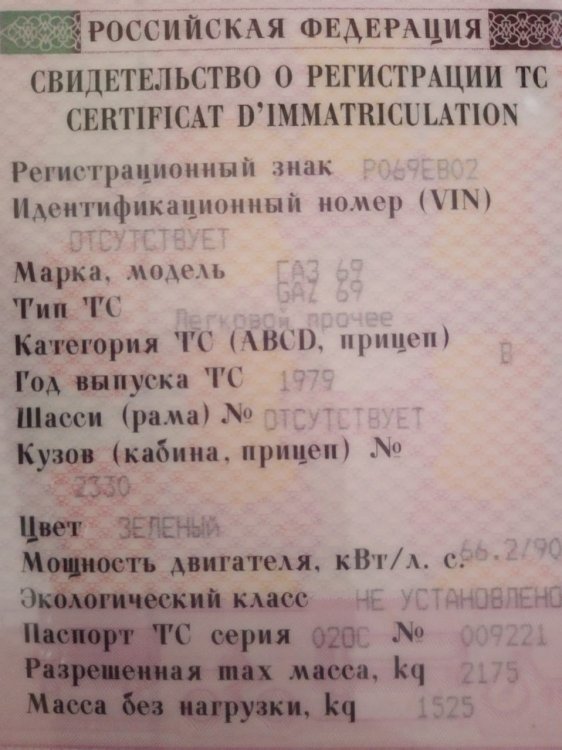 РОССИЙСКАЯ ФЕДЕРАЦИЯ
СВИДЕТЕЛЬСТВО О РЕГИСТРАЦИИ ТС
CERTIFICAT D'IMMATRICULATION
Регистрационный знак Р069ЕВ02
Идентификационный номер (VIN)
ОТСУТСТВУЕТ
Марка, модель ГАЗ 69
GAZ 69
Тип ТС Легковой прочее
Категория ТС (ABCD, прицеп) В
Год выпуска ТС 1979
Шасси (рама) № ОТСУТСТВУЕТ
Кузов (кабина, прицеп) №
2330
Цвет ЗЕЛЕНЫЙ
Мощность двигателя, кВт/л. с. 66.2/90
Экологический класс НЕ УСТАНОВЛЕНО
Паспорт ТС серия 020С № 009221
Разрешенная max масса, kq 2175
Масса без нагрузки, kq 1525